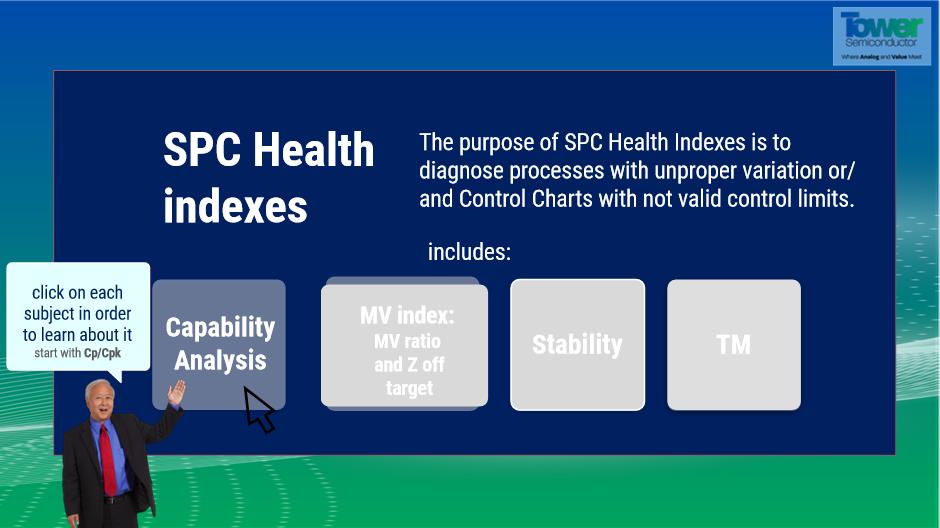 Tower
Semiconductor
Where Analog and Value Meet
SPC Health
indexes
The purpose of SPC Health Indexes is to
diagnose processes with unproper variation or/
and Control Charts with not valid control limits.
includes:
click on each
subject in order
to learn about it
start with Cp/Cpk
Capability
Analysis
MV index:
MV ratio
and Z off
target
Stability
TM